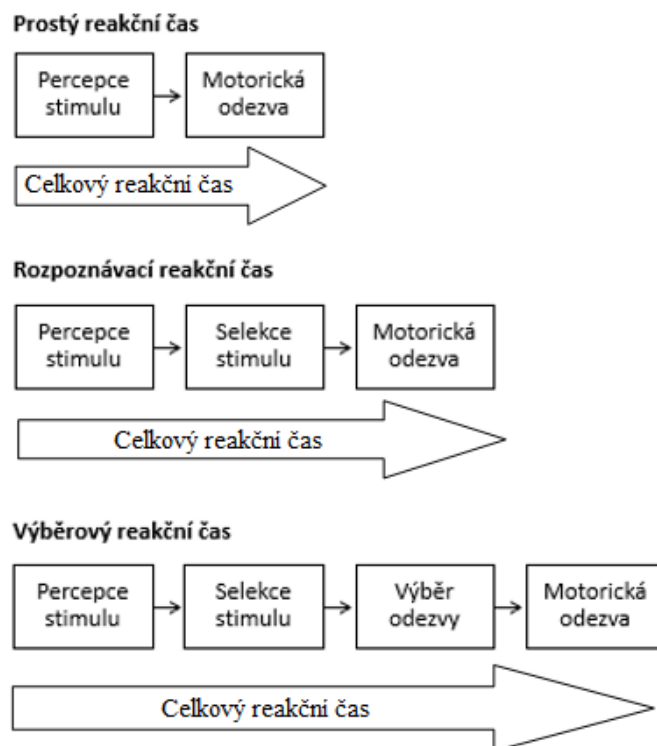 Prostý reakční čas
Percepce
stimulu
Motorická
odezva
Celkový reakční čas
Rozpoznávací reakční čas
Percepce
stimulu
Selekce
stimulu
Motorická
odezva
Celkový reakční čas
Výběrový reakční čas
Percepce
stimulu
Selekce
stimulu
Výběr
odezvy
Motorická
odezva
Celkový reakční čas